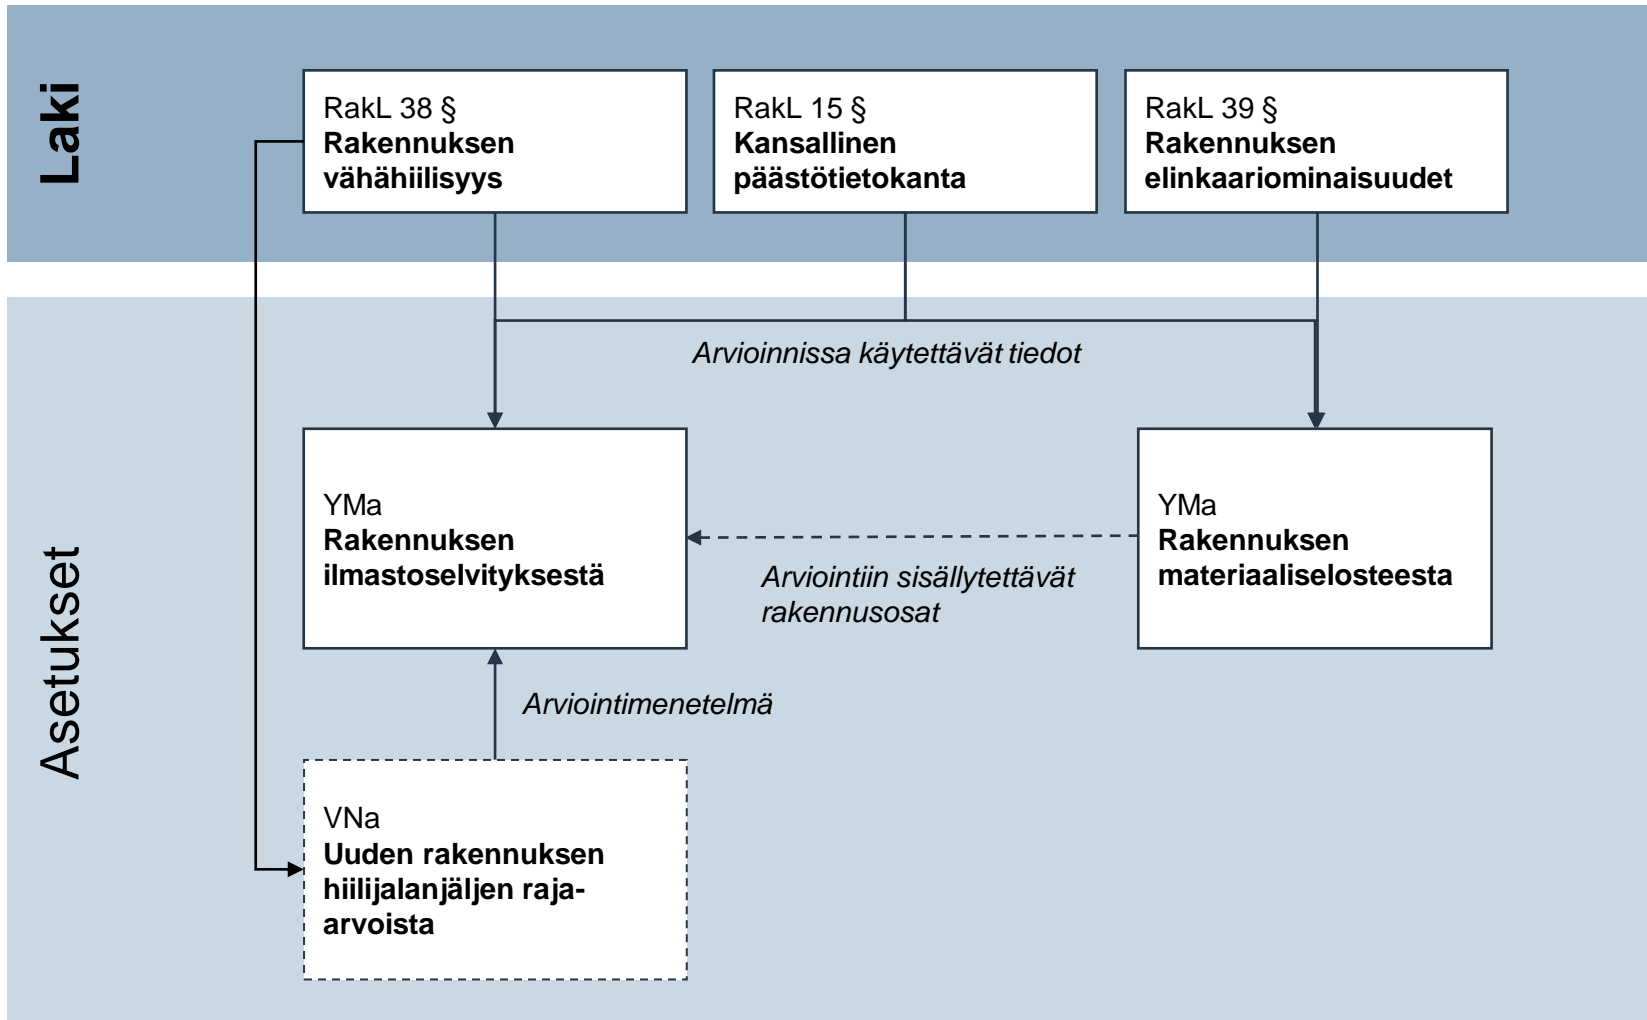 Laki
RakL 38 §
Rakennuksen
vähähiilisyys
RakL 15 §
Kansallinen
päästötietokanta
RakL 39 §
Rakennuksen
elinkaariominaisuudet
Asetukset
Arvioinnissa käytettävät tiedot
YMa
Rakennuksen
ilmastoselvityksestä
Arviointiin sisällytettävät
rakennusosat
YMa
Rakennuksen
materiaaliselosteesta
Arviointimenetelmä
VNa
Uuden rakennuksen
hiilijalanjäljen raja-
arvoista